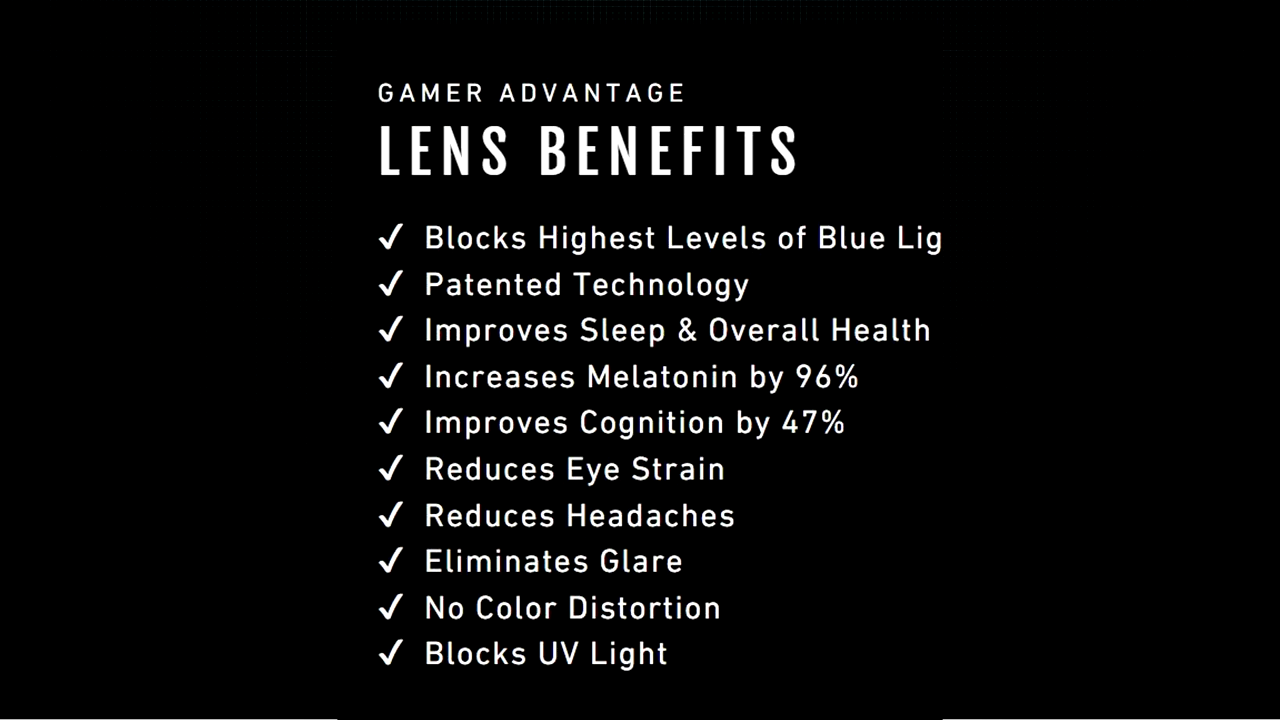 GAMER ADVANTAGE
LENS BENEFITS
✓ Blocks Highest Levels of Blue Lig
✓ Patented Technology
✓ Improves Sleep & Overall Health
✓ Increases Melatonin by 96%
✓ Improves Cognition by 47%
✓ Reduces Eye Strain
✓ Reduces Headaches
✓ Eliminates Glare
✓ No Color Distortion
✓ Blocks UV Light